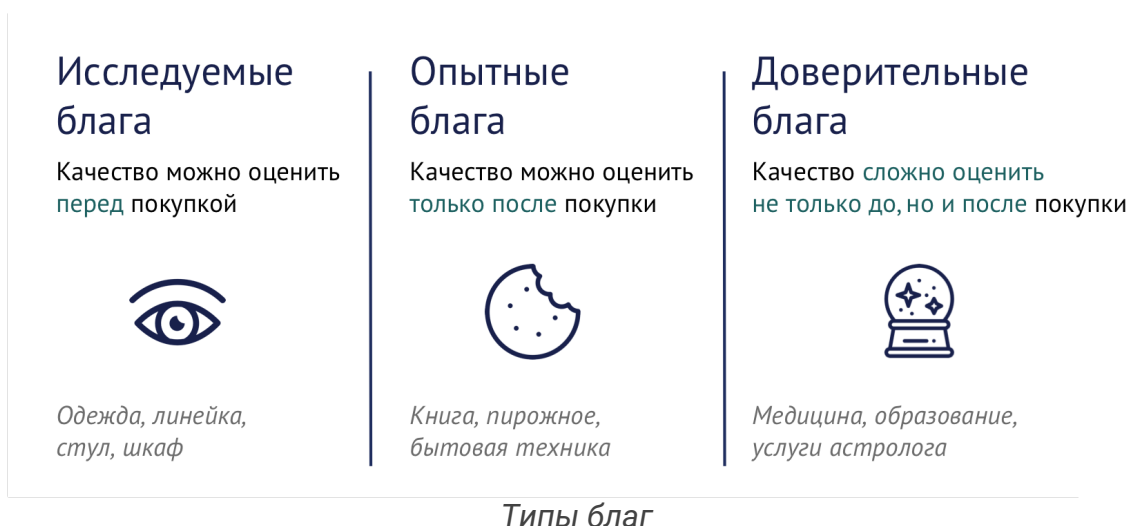 Исследуемые
блага
Качество можно оценить
перед покупкой
Одежда, линейка,
стул, шкаф
Опытные
блага
Качество можно оценить
только после покупки
Книга, пирожное,
бытовая техника
Доверительные
блага
Качество сложно оценить
не только до, но и после покупки
Медицина, образование,
услуги астролога
Типы благ